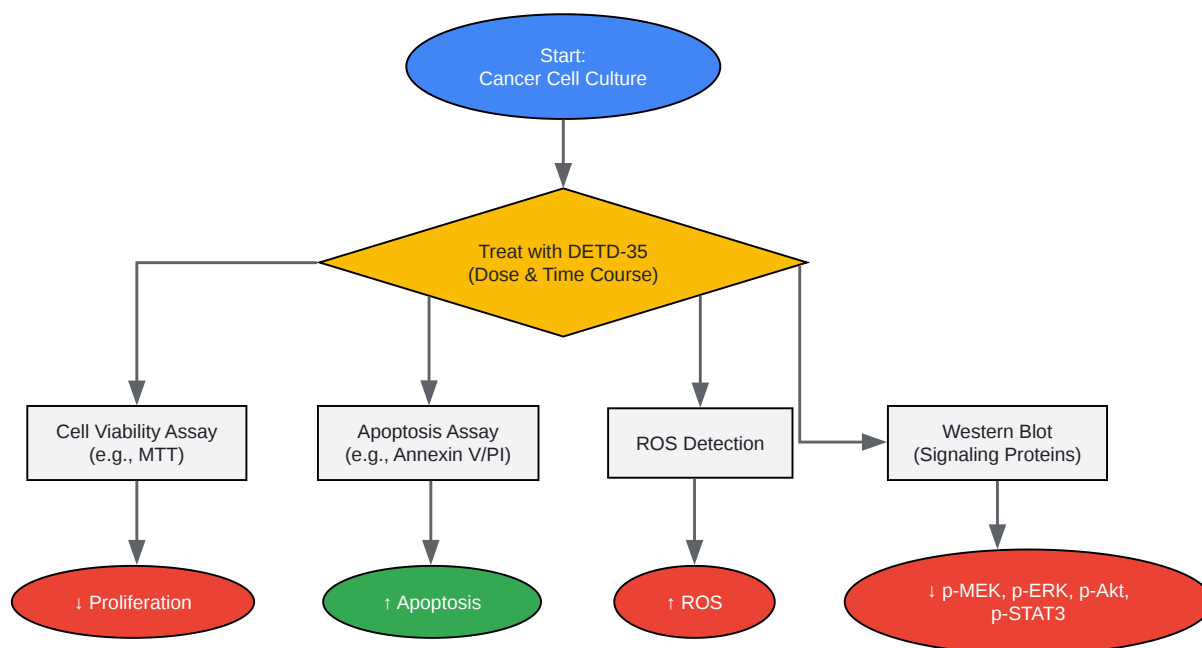 Start:
Cancer Cell Culture
Treat with DETD-35
(Dose & Time Course)
Cell Viability Assay
(e.g., MTT)
Apoptosis Assay
(e.g., Annexin V/PI)
ROS Detection
Western Blot
(Signaling Proteins)
↓ Proliferation
↑ Apoptosis
↑ ROS
↓ p-MEK, p-ERK, p-Akt,
p-STAT3